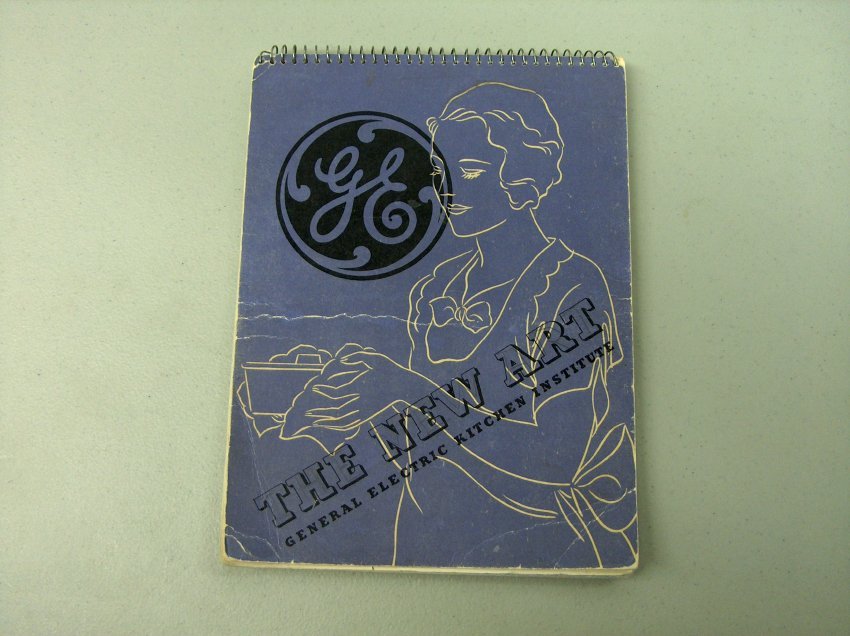 GE
THE NEW ART
GENERAL ELECTRIC KITCHEN INSTITUTE